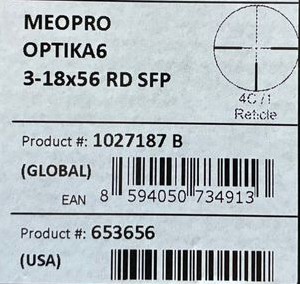 MEOPRO
OPTIKA6
3-18x56 RD SFP
4C /1
Reticle
Product #: 1027187 B
(GLOBAL)
EAN 8 594050 734913
Product #: 653656
(USA)